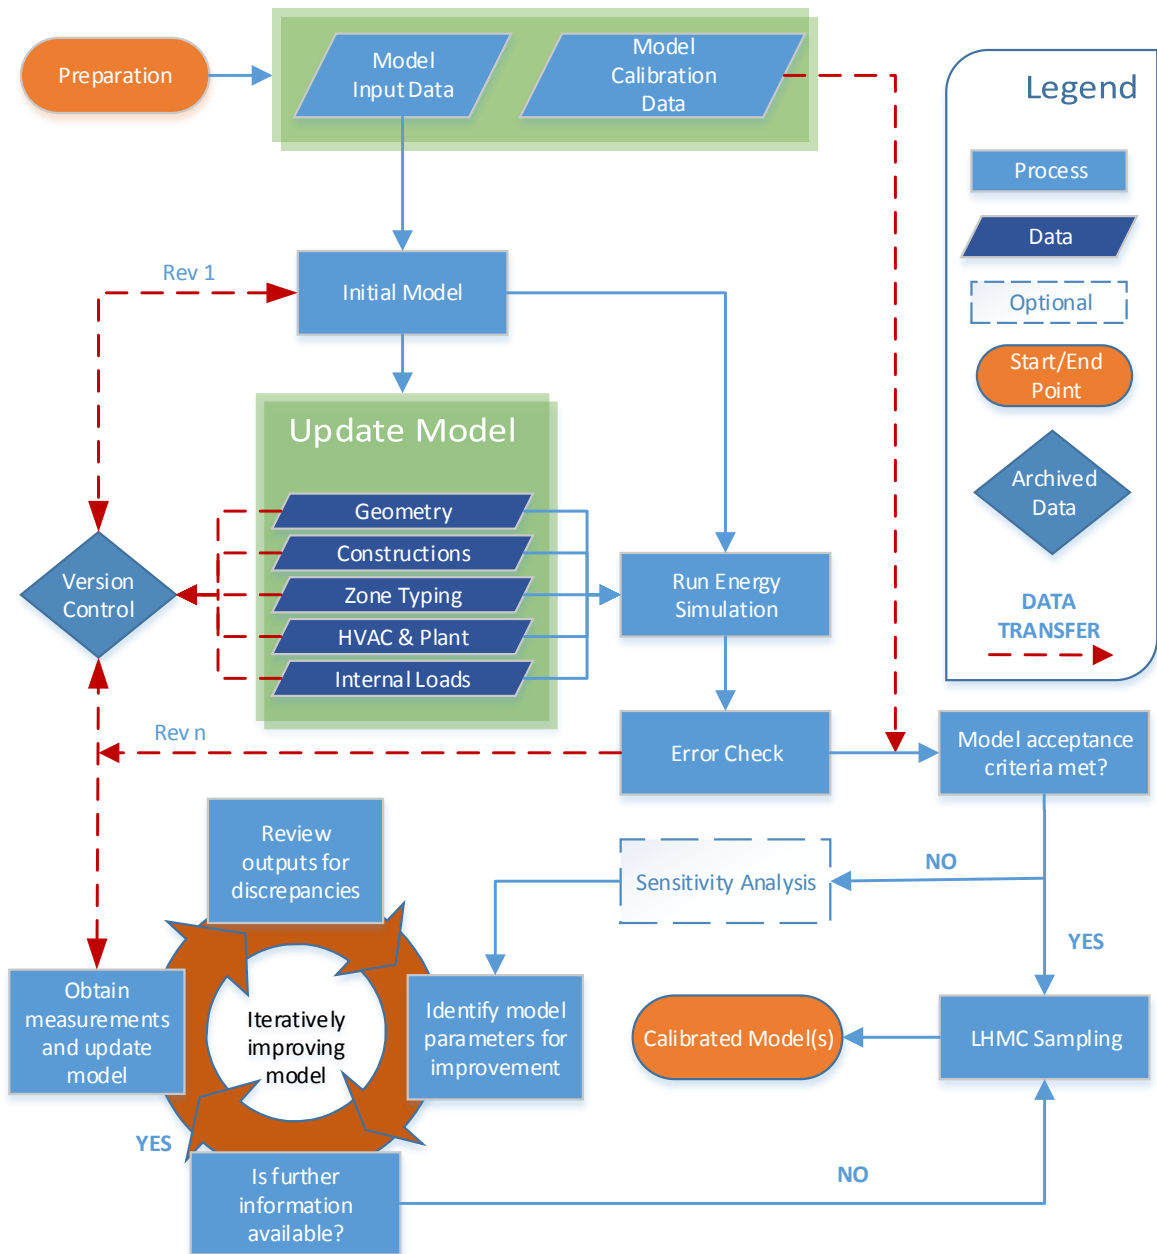 Preparation
Model
Input Data
Model
Calibration
Data
Legend
Process
Data
Optional
Start/End
Point
Archived
Data
DATA
TRANSFER
Rev 1
Initial Model
Update Model
Geometry
Constructions
Zone Typing
HVAC & Plant
Internal Loads
Version
Control
Run Energy
Simulation
Rev n
Error Check
Model acceptance
criteria met?
Review
outputs for
discrepancies
Sensitivity Analysis
NO
YES
Obtain
measurements
and update
model
Iteratively
improving
model
Identify model
parameters for
improvement
Calibrated Model(s)
LHMC Sampling
YES
Is further
information
available?
NO